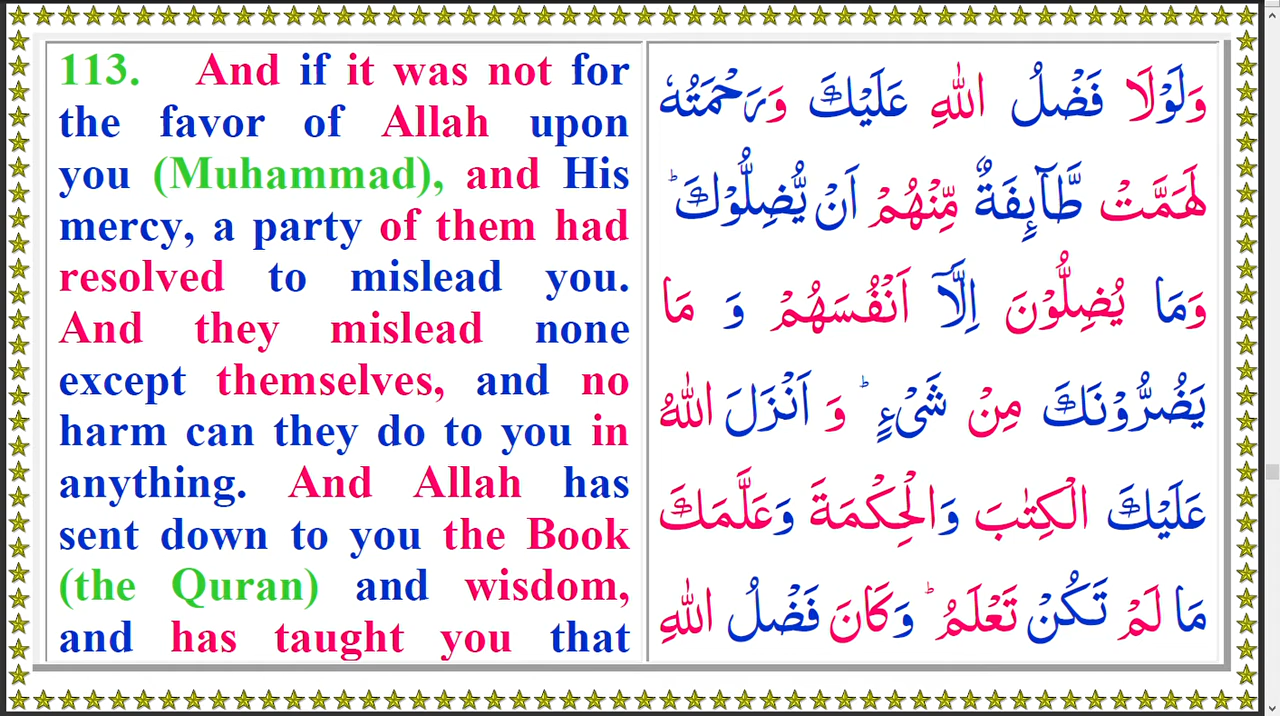 113. And if it was not for
the favor of Allah upon
you (Muhammad), and His
mercy, a party of them had
resolved to mislead you.
And they mislead none
except themselves, and no
harm can they do to you in
anything. And Allah has
sent down to you the Book
(the Quran) and wisdom,
and has taught you that
وَلَوْلَا فَضْلُ اللّٰهِ عَلَيْكَ وَرَحْمَتُهٗ
لَهَمَّتْ طَّآىِٕفَةٌ مِّنْهُمْ اَنْ يُّضِلُّوْكَ ؕ
وَمَا يُضِلُّوْنَ اِلَّاۤ اَنْفُسَهُمْ وَ مَا
يَضُرُّوْنَكَ مِنْ شَیْءٍ ؕ وَ اَنْزَلَ اللّٰهُ
عَلَيْكَ الْكِتٰبَ وَالْحِكْمَةَ وَعَلَّمَكَ
مَا لَمْ تَكُنْ تَعْلَمُ ؕ وَكَانَ فَضْلُ اللّٰهِ